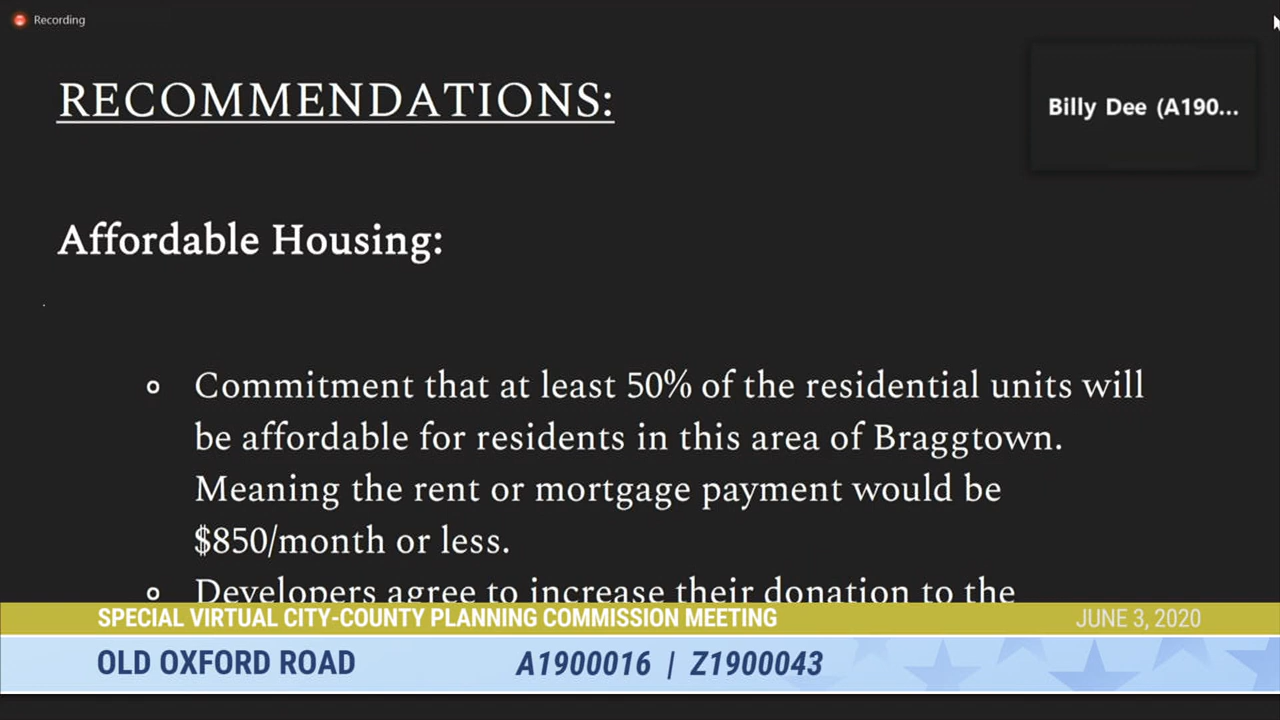 Recording
RECOMMENDATIONS:
Billy Dee (A190...
Affordable Housing:
Commitment that at least 50% of the residential units will
be affordable for residents in this area of Braggtown.
Meaning the rent or mortgage payment would be
$850/month or less.
Developers agree to increase their donation to the
SPECIAL VIRTUAL CITY-COUNTY PLANNING COMMISSION MEETING
JUNE 3, 2020
OLD OXFORD ROAD
A1900016 | Z1900043